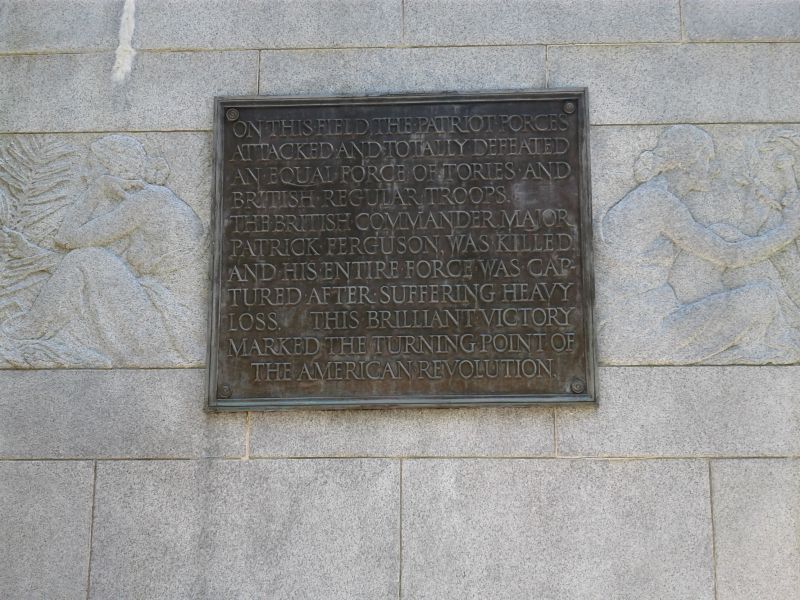 ON THIS FIELD THE PATRIOT FORCES
ATTACKED AND TOTALLY DEFEATED
AN EQUAL FORCE OF TORIES AND
BRITISH REGULAR TROOPS.
THE BRITISH COMMANDER, MAJOR
PATRICK FERGUSON, WAS KILLED
AND HIS ENTIRE FORCE WAS CAP-
TURED AFTER SUFFERING HEAVY
LOSS. THIS BRILLIANT VICTORY
MARKED THE TURNING POINT OF
THE AMERICAN REVOLUTION.